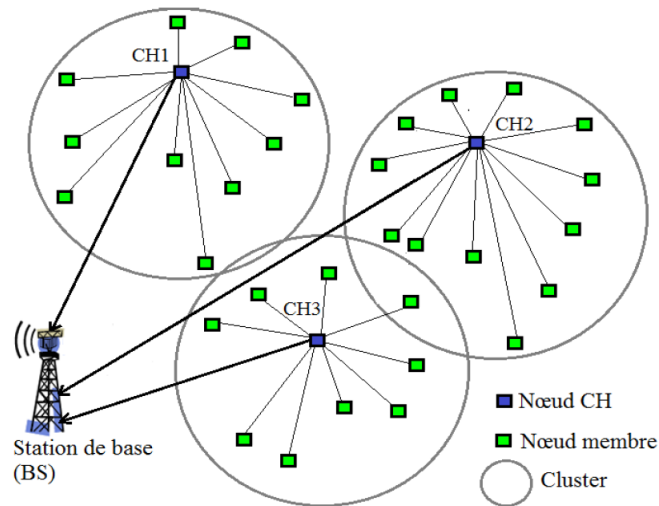 CH1
CH2
CH3
Station de base
(BS)
Nœud CH
Nœud membre
Cluster